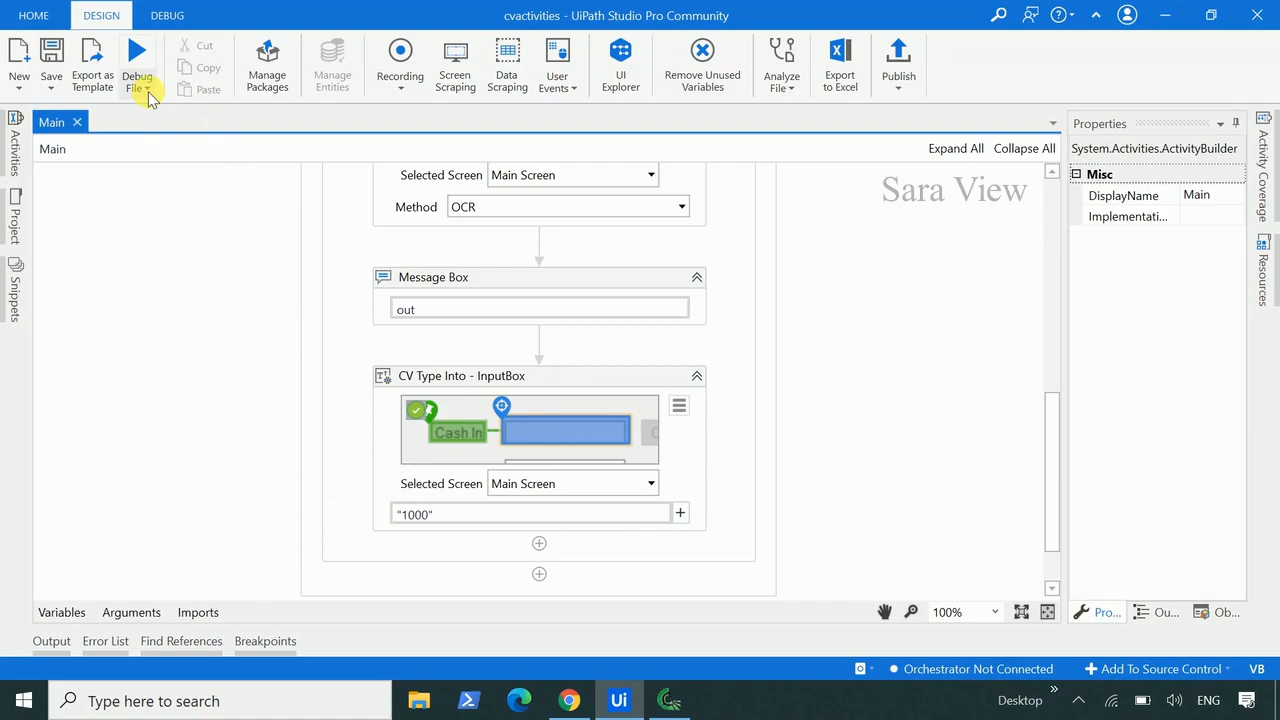 HOME DESIGN DEBUG cvactivities - UiPath Studio Pro Community
New Save Export as Template Debug File Cut Copy Paste Manage Packages Manage Entities Recording Screen Scraping Data Scraping User Events UI Explorer Remove Unused Variables Analyze File Export to Excel Publish
Main
Main Expand All Collapse All
Activities
Project
Snippets
Selected Screen Main Screen
Sara View
Method OCR
Message Box
out
CV Type Into - InputBox
Cash In
Selected Screen Main Screen
"1000"
Properties
System.Activities.ActivityBuilder
Misc
DisplayName Main
Implementati...
Activity Coverage
Resources
Variables Arguments Imports 100% Pro... Ou... Ob...
Output Error List Find References Breakpoints
Orchestrator Not Connected Add To Source Control VB
Type here to search Ui Desktop ENG